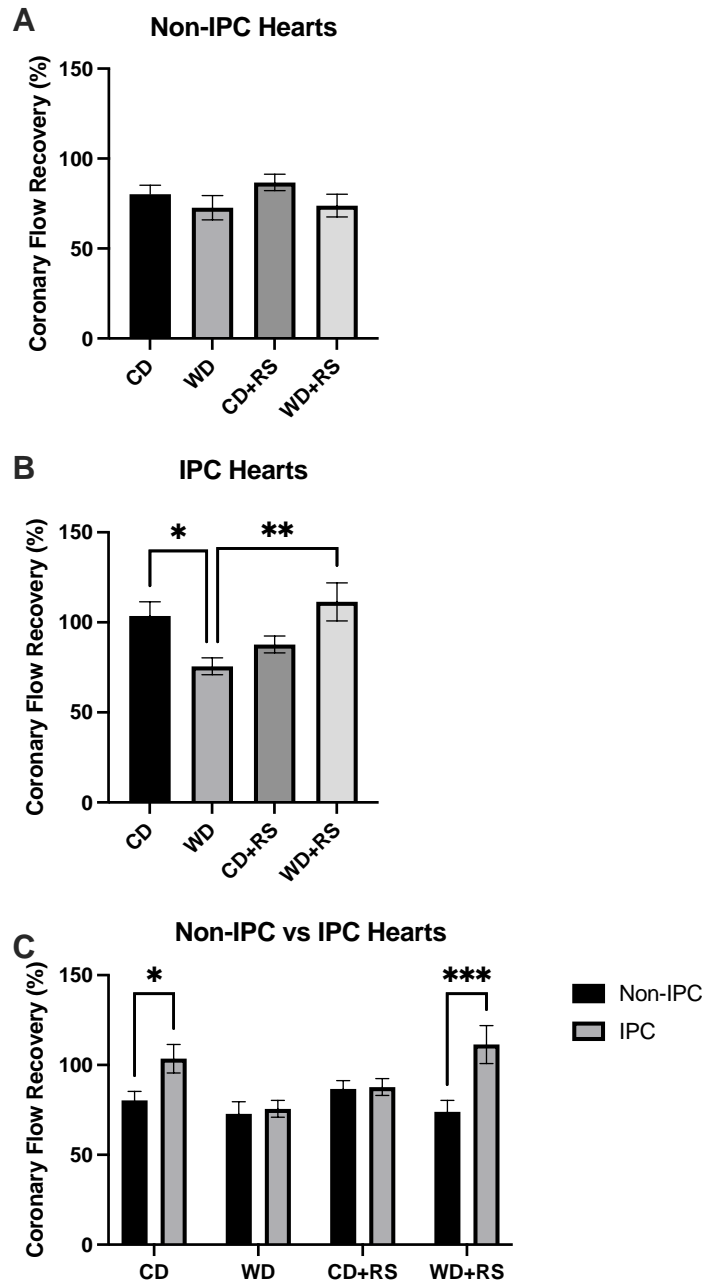 A
Non-IPC Hearts
Coronary Flow Recovery (%)
150
100
50
0
CD
WD
CD+RS
WD+RS
B
IPC Hearts
Coronary Flow Recovery (%)
150
100
50
0
*
**
CD
WD
CD+RS
WD+RS
C
Non-IPC vs IPC Hearts
Coronary Flow Recovery (%)
150
100
50
0
*
***
Non-IPC
IPC
CD
WD
CD+RS
WD+RS